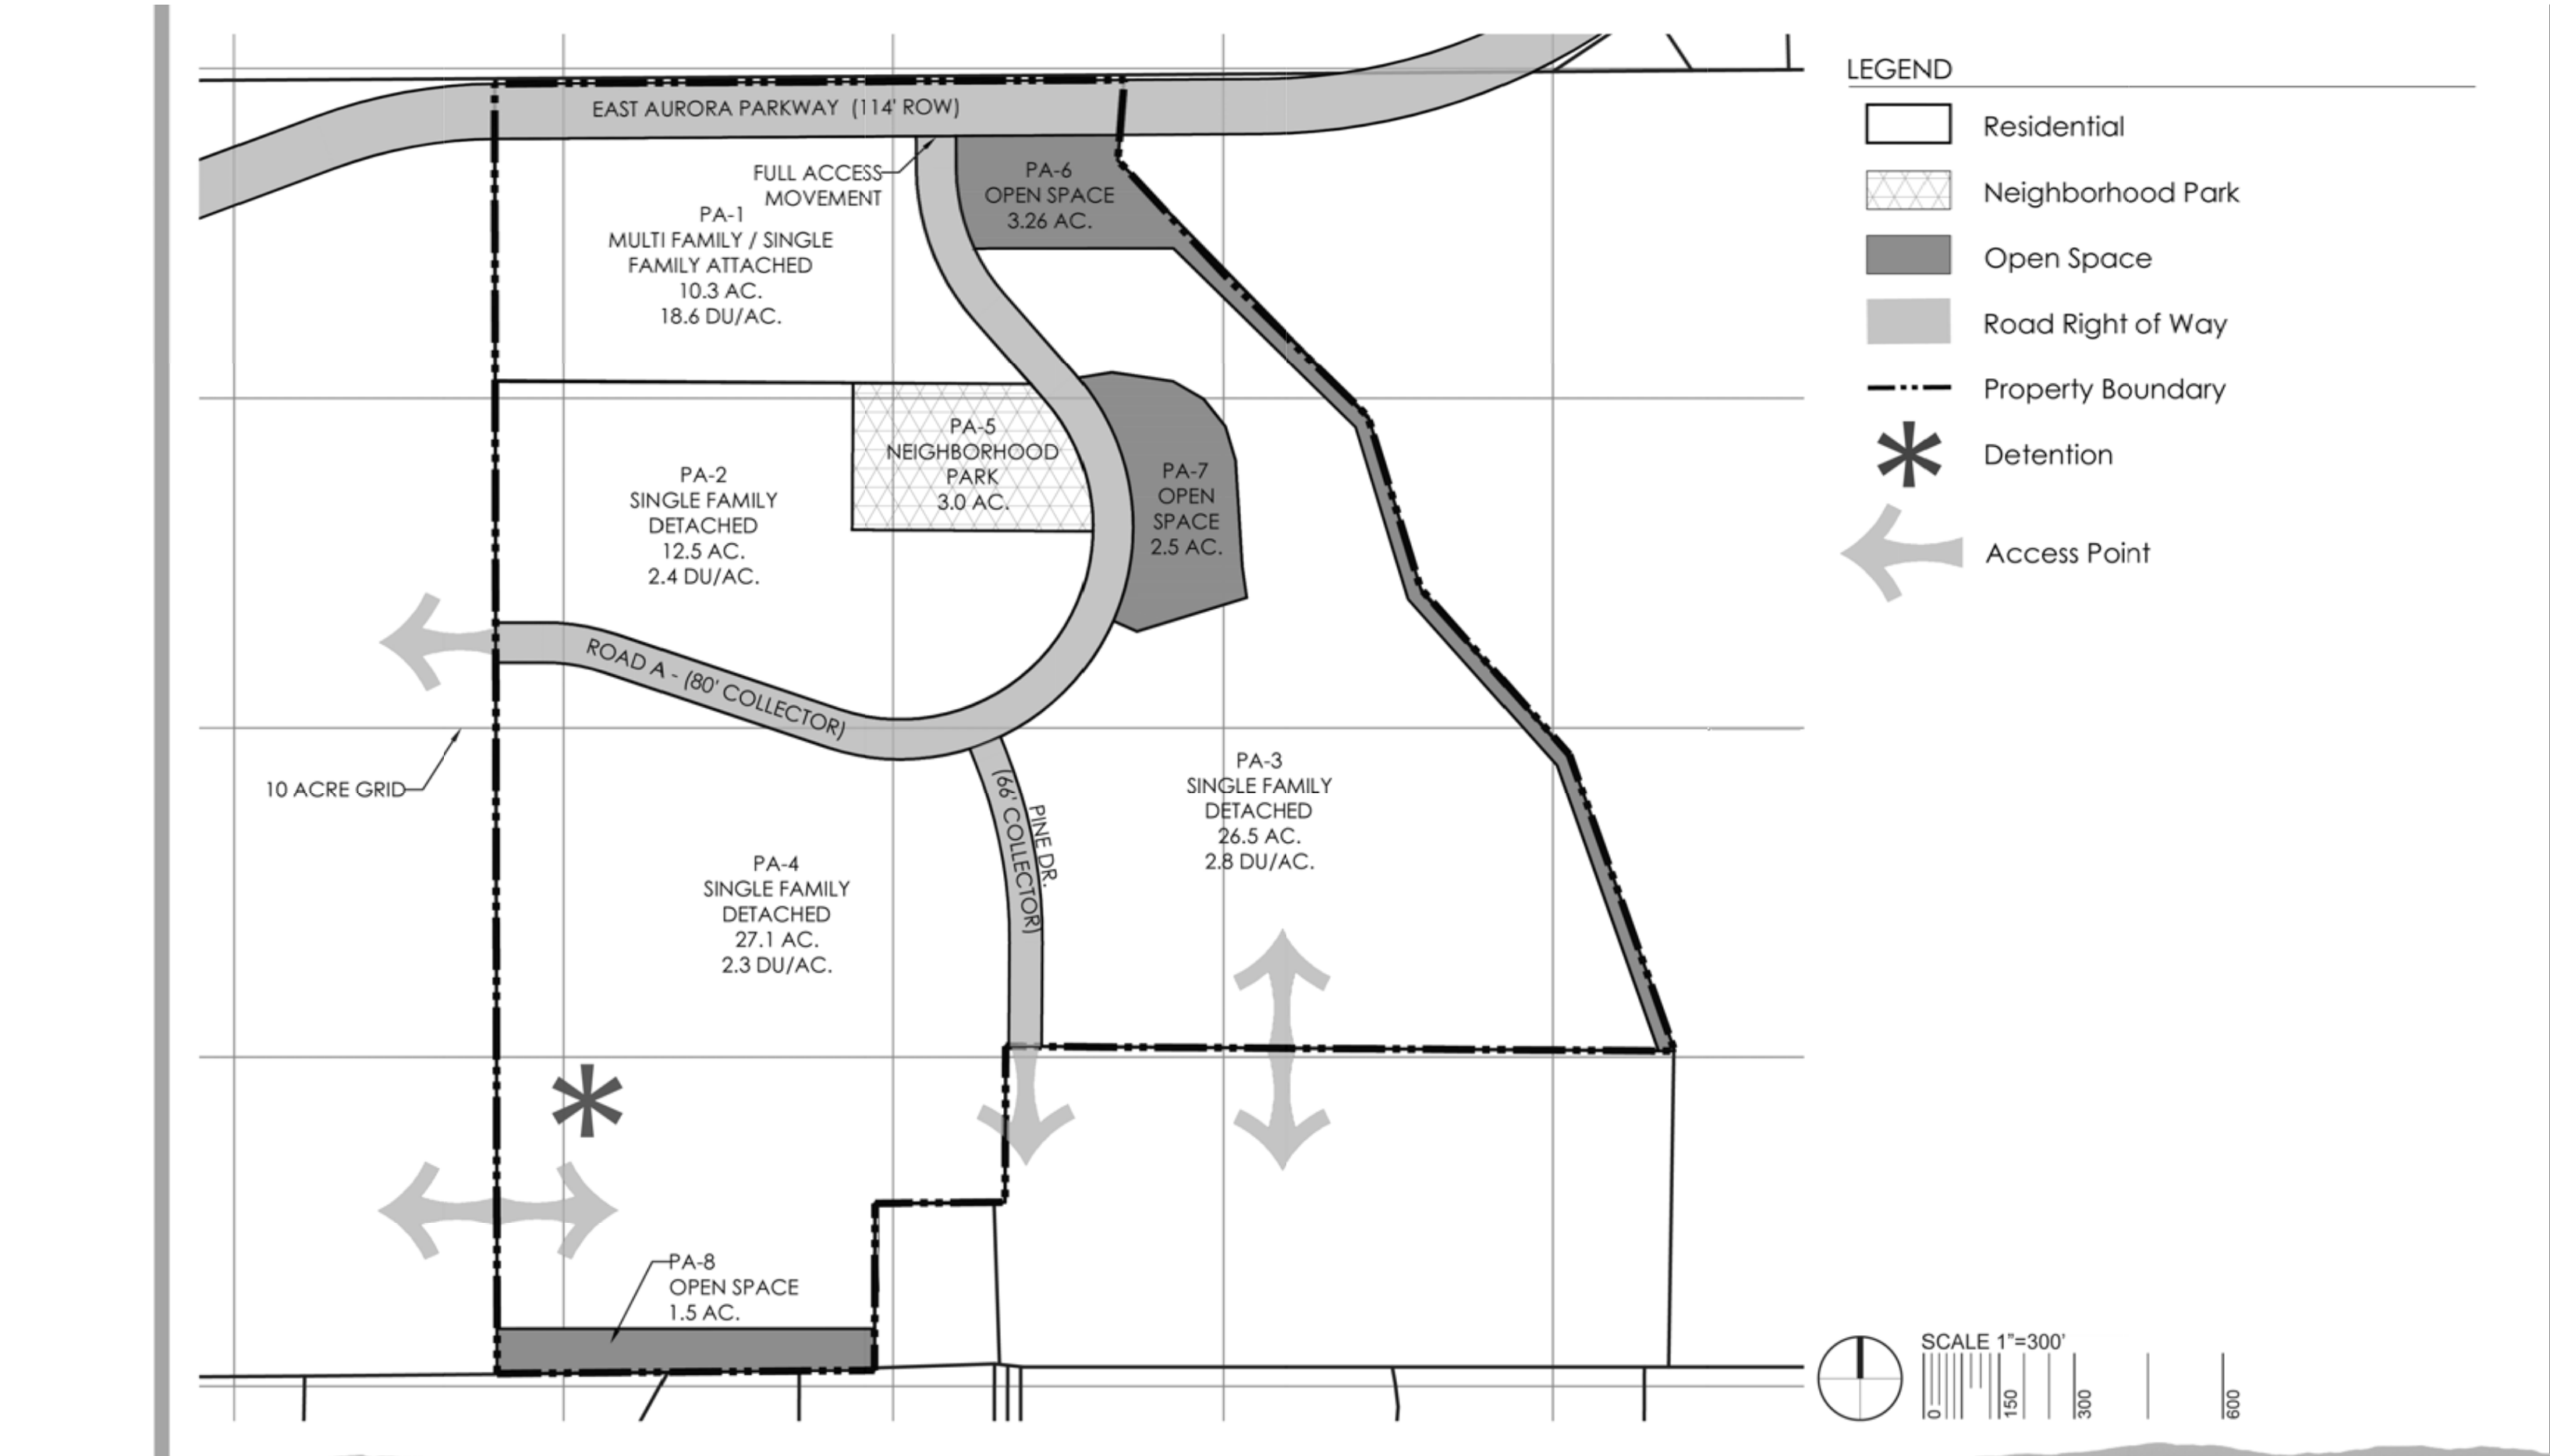 EAST AURORA PARKWAY (114' ROW)
FULL ACCESS
MOVEMENT
PA-1
MULTI FAMILY / SINGLE
FAMILY ATTACHED
10.3 AC.
18.6 DU/AC.
PA-6
OPEN SPACE
3.26 AC.
PA-5
NEIGHBORHOOD
PARK
3.0 AC.
PA-2
SINGLE FAMILY
DETACHED
12.5 AC.
2.4 DU/AC.
PA-7
OPEN
SPACE
2.5 AC.
ROAD A - (80' COLLECTOR)
10 ACRE GRID
PINE DR.
(66' COLLECTOR)
PA-3
SINGLE FAMILY
DETACHED
26.5 AC.
2.8 DU/AC.
PA-4
SINGLE FAMILY
DETACHED
27.1 AC.
2.3 DU/AC.
PA-8
OPEN SPACE
1.5 AC.
LEGEND
Residential
Neighborhood Park
Open Space
Road Right of Way
Property Boundary
Detention
Access Point
SCALE 1"=300'
0 150 300 600